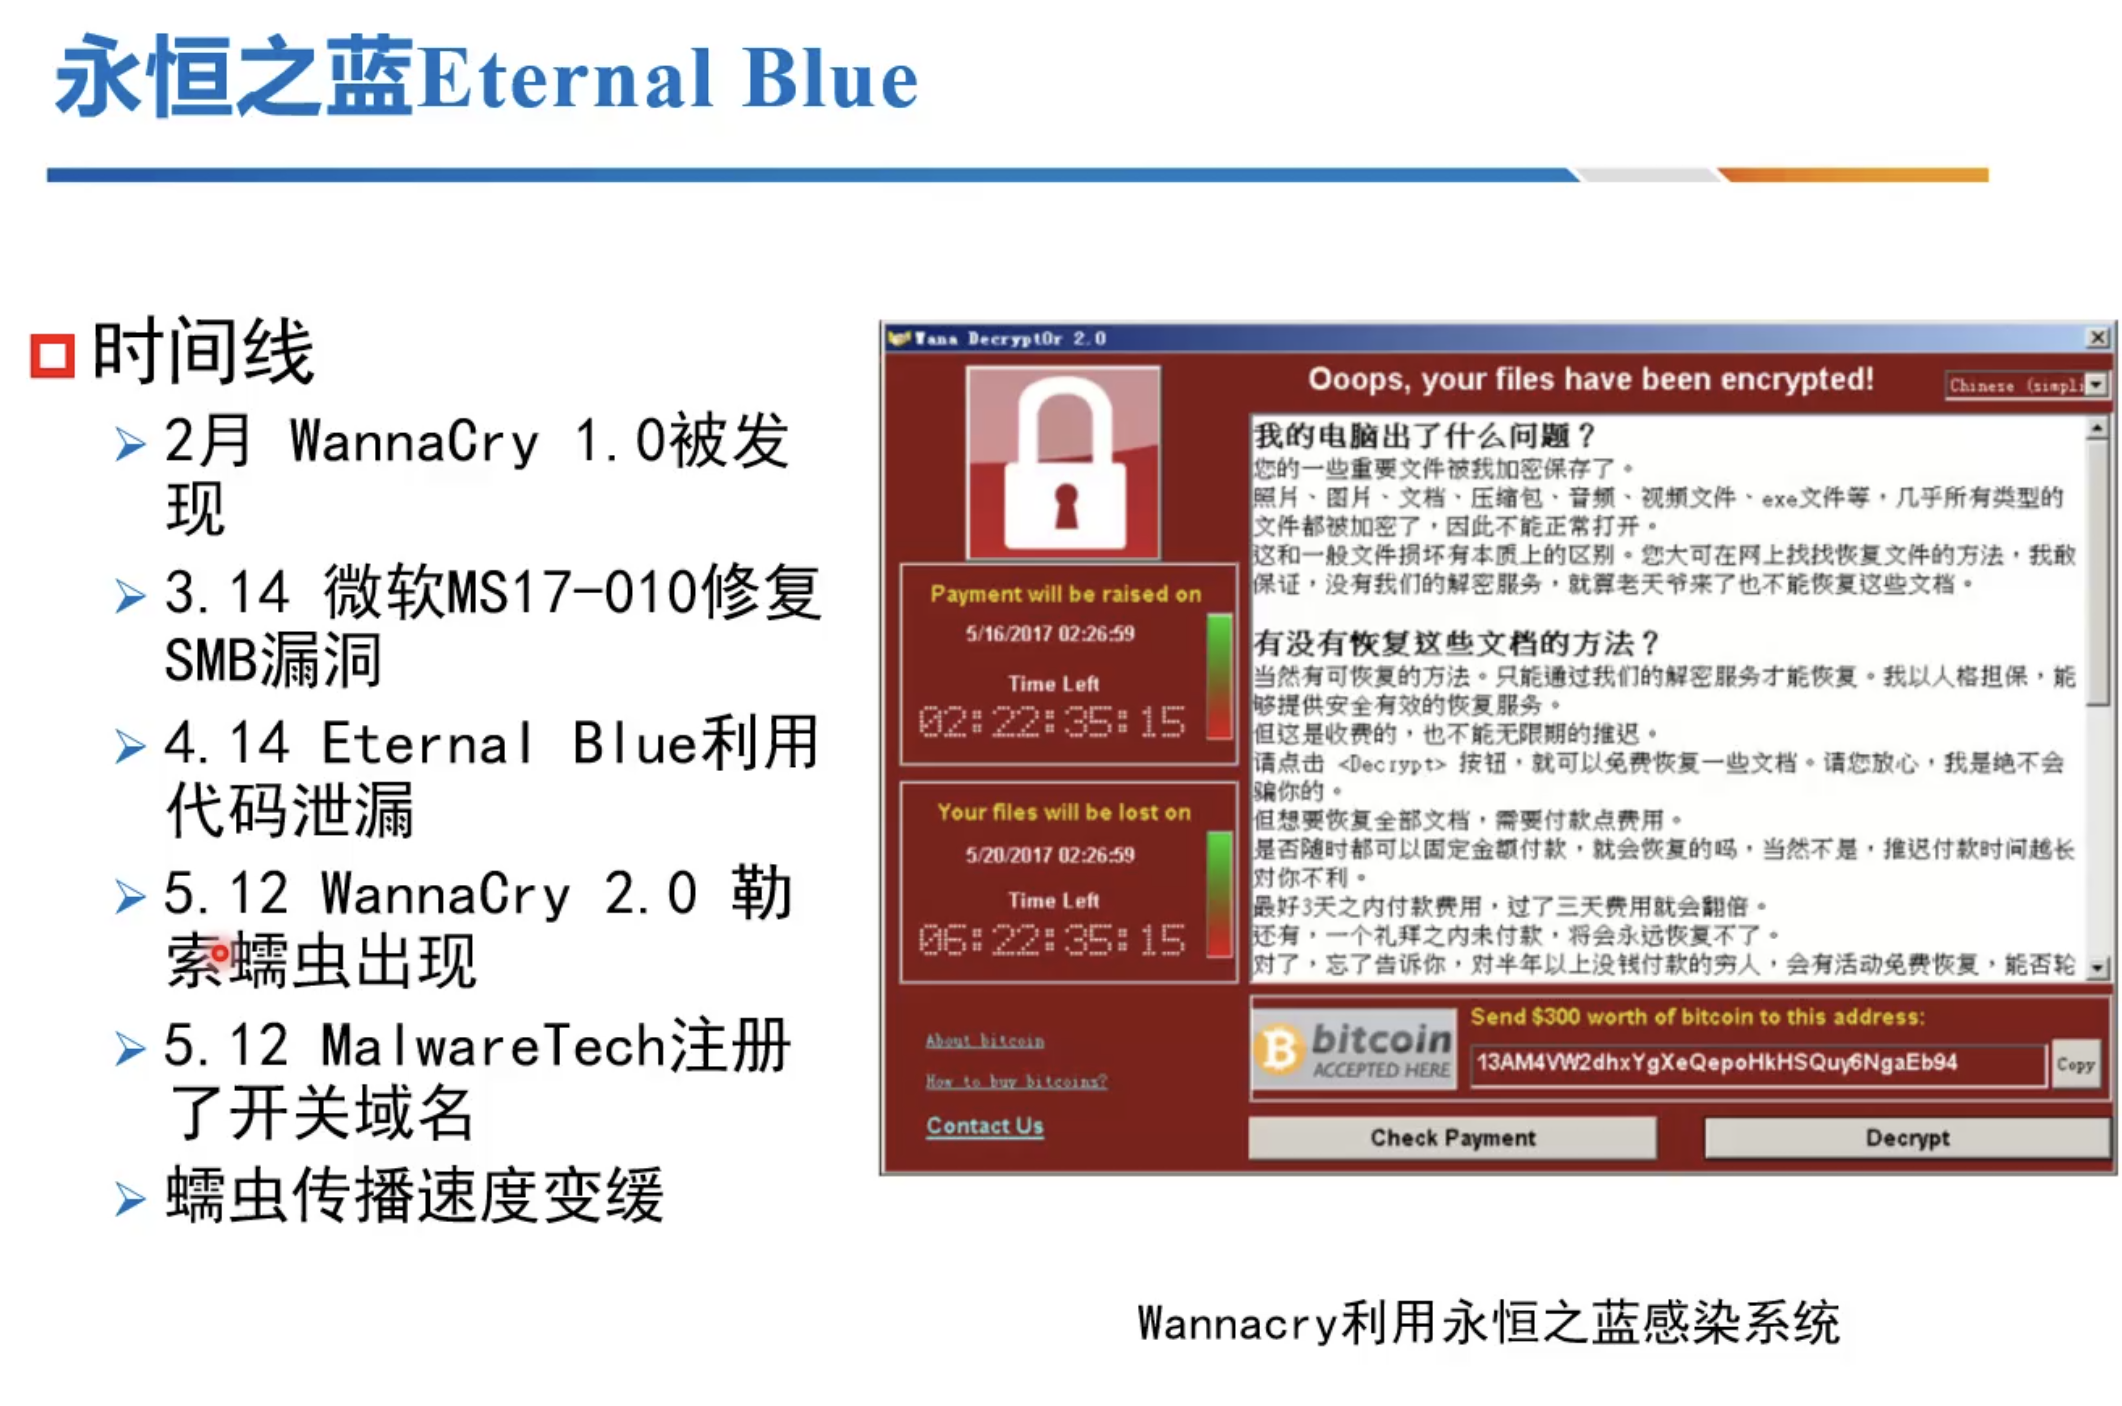 永恒之蓝Eternal Blue
时间线
2月 WannaCry 1.0被发
现
3.14 微软MS17-010修复
SMB漏洞
4.14 Eternal Blue利用
代码泄漏
5.12 WannaCry 2.0 勒
索蠕虫出现
5.12 MalwareTech注册
了开关域名
蠕虫传播速度变缓
Wana Decrypt0r 2.0
Ooops, your files have been encrypted!
Chinese (simpli
Payment will be raised on
5/16/2017 02:26:59
Time Left
02:22:35:15
Your files will be lost on
5/20/2017 02:26:59
Time Left
06:22:35:15
About bitcoin
How to buy bitcoins?
Contact Us
我的电脑出了什么问题？
您的一些重要文件被我加密保存了。
照片、图片、文档、压缩包、音频、视频文件、exe文件等，几乎所有类型的
文件都被加密了，因此不能正常打开。
这和一般文件损坏有本质上的区别。您大可在网上找找恢复文件的方法，我敢
保证，没有我们的解密服务，就算老天爷来了也不能恢复这些文档。
有没有恢复这些文档的方法？
当然有可恢复的方法。只能通过我们的解密服务才能恢复。我以人格担保，能
够提供安全有效的恢复服务。
但这是收费的，也不能无限期的推迟。
请点击 <Decrypt> 按钮，就可以免费恢复一些文档。请您放心，我是绝不会
骗你的。
但想要恢复全部文档，需要付款点费用。
是否随时都可以固定金额付款，就会恢复的吗，当然不是，推迟付款时间越长
对你不利。
最好3天之内付款费用，过了三天费用就会翻倍。
还有，一个礼拜之内未付款，将会永远恢复不了。
对了，忘了告诉你，对半年以上没钱付款的穷人，会有活动免费恢复，能否轮
bitcoin
ACCEPTED HERE
Send $300 worth of bitcoin to this address:
13AM4VW2dhxYgXeQepoHkHSQuy6NgaEb94
Copy
Check Payment
Decrypt
Wannacry利用永恒之蓝感染系统